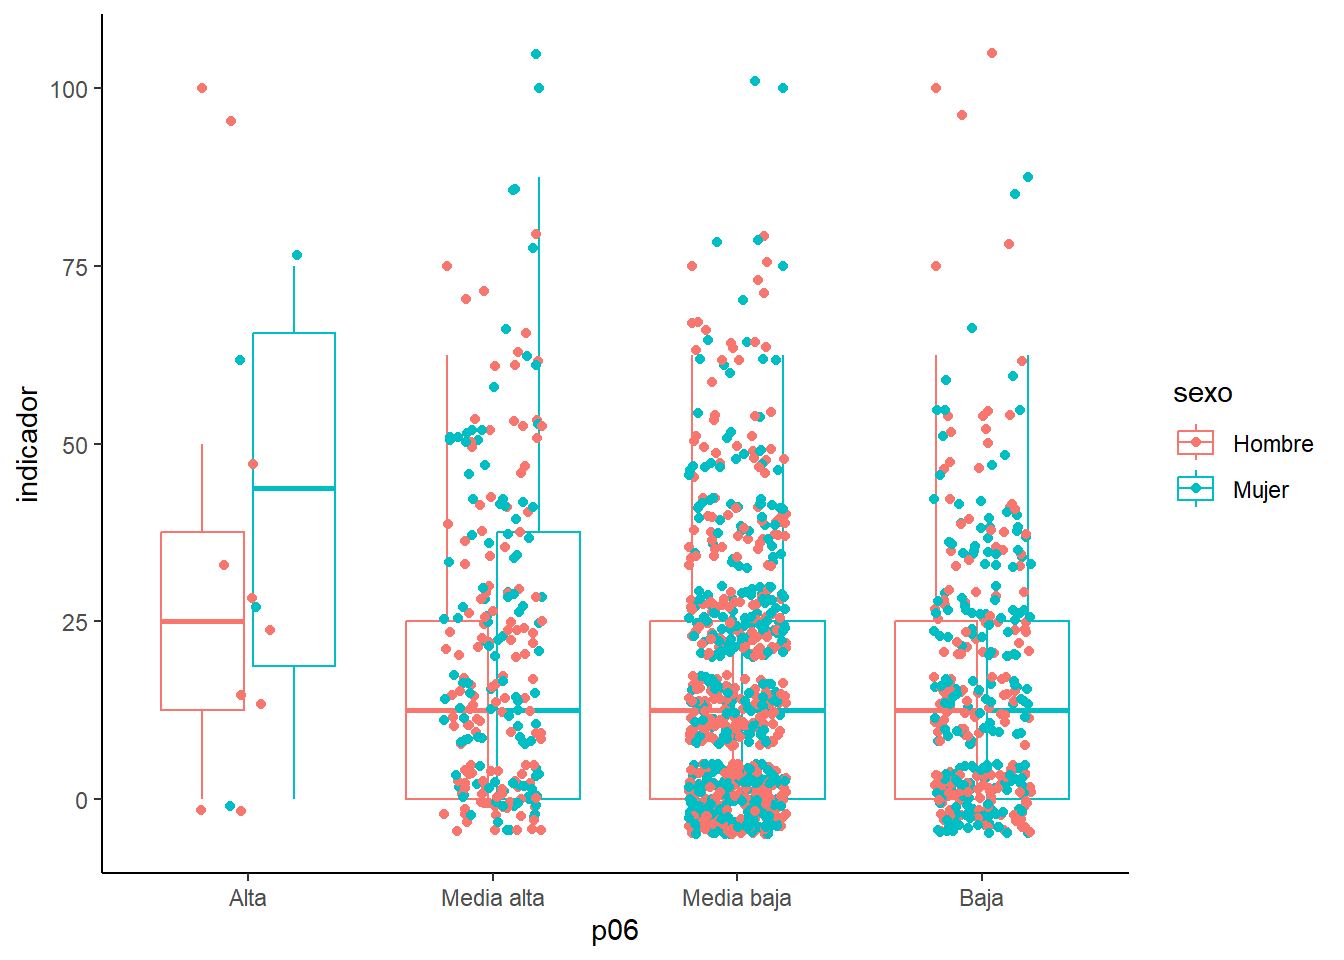 100
75
50
25
0
indicador
Alta
Media alta
Media baja
Baja
p06
sexo
Hombre
Mujer